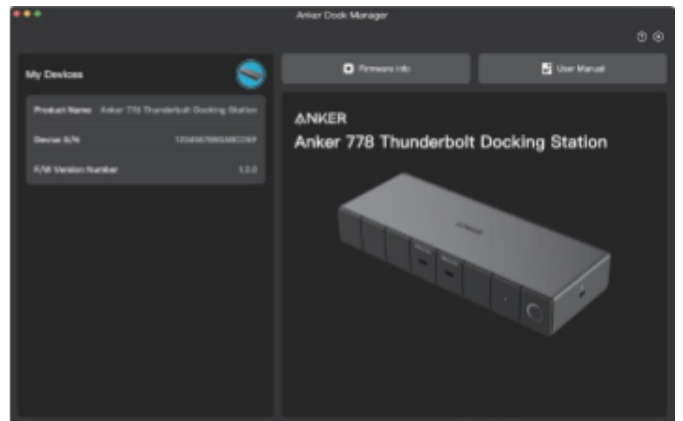 Anker Dock Manager
My Devices
Product Name Anker 778 Thunderbolt Docking Station
Device S/N
F/W Version Number 1.2.0
Firmware Info
User Manual
ANKER
Anker 778 Thunderbolt Docking Station
ANKER